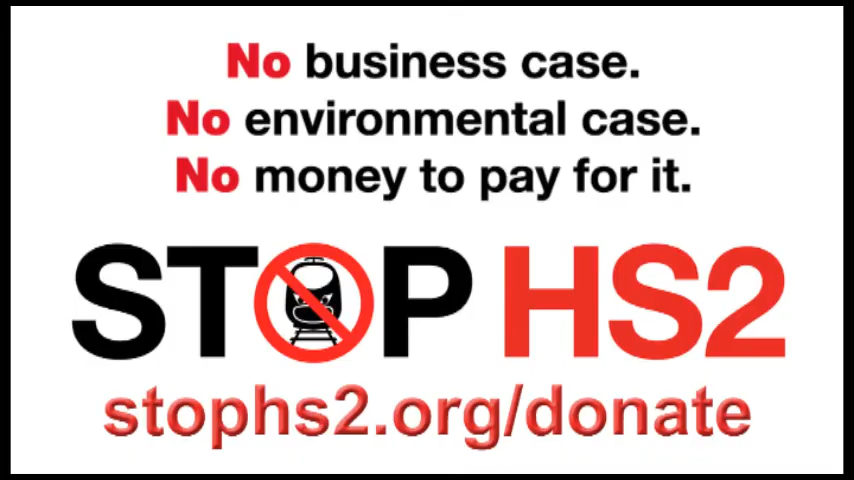 No business case.
No environmental case.
No money to pay for it.
STOP HS2
stophs2.org/donate